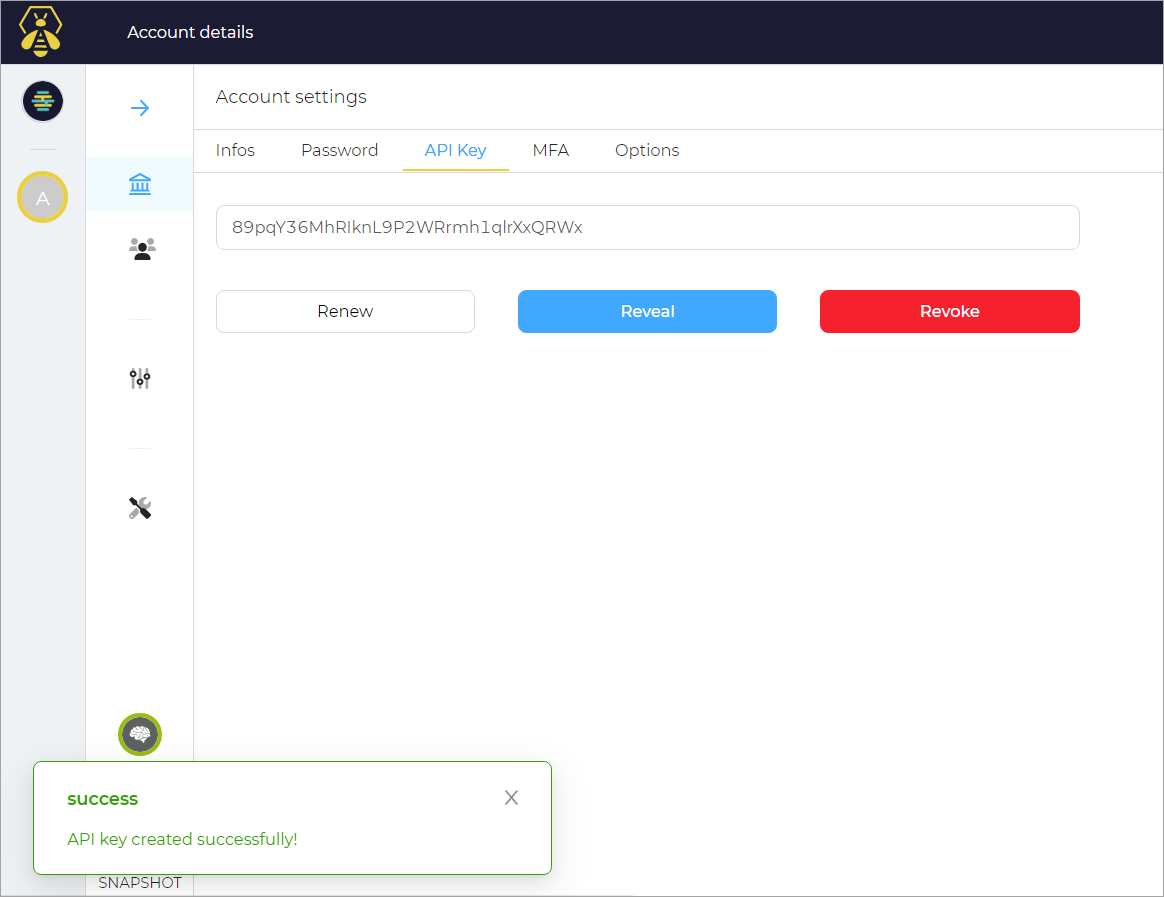 Account details
A
Account settings
Infos Password API Key MFA Options
89pqY36MhRIknL9P2WRrmh1qlrXxQRWx
Renew Reveal Revoke
success
API key created successfully!
SNAPSHOT